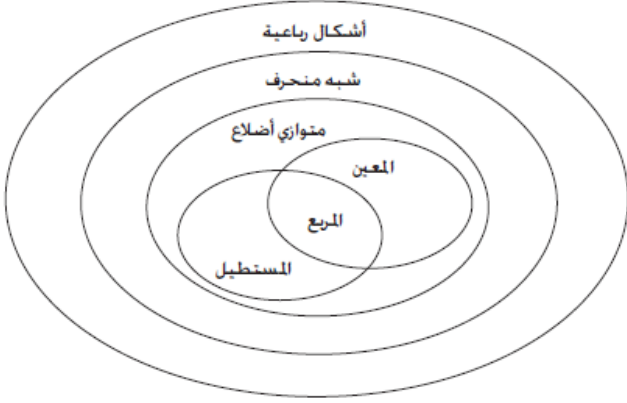 أشكال رباعية
شبه منحرف
متوازي أضلاع
المعين
المربع
المستطيل